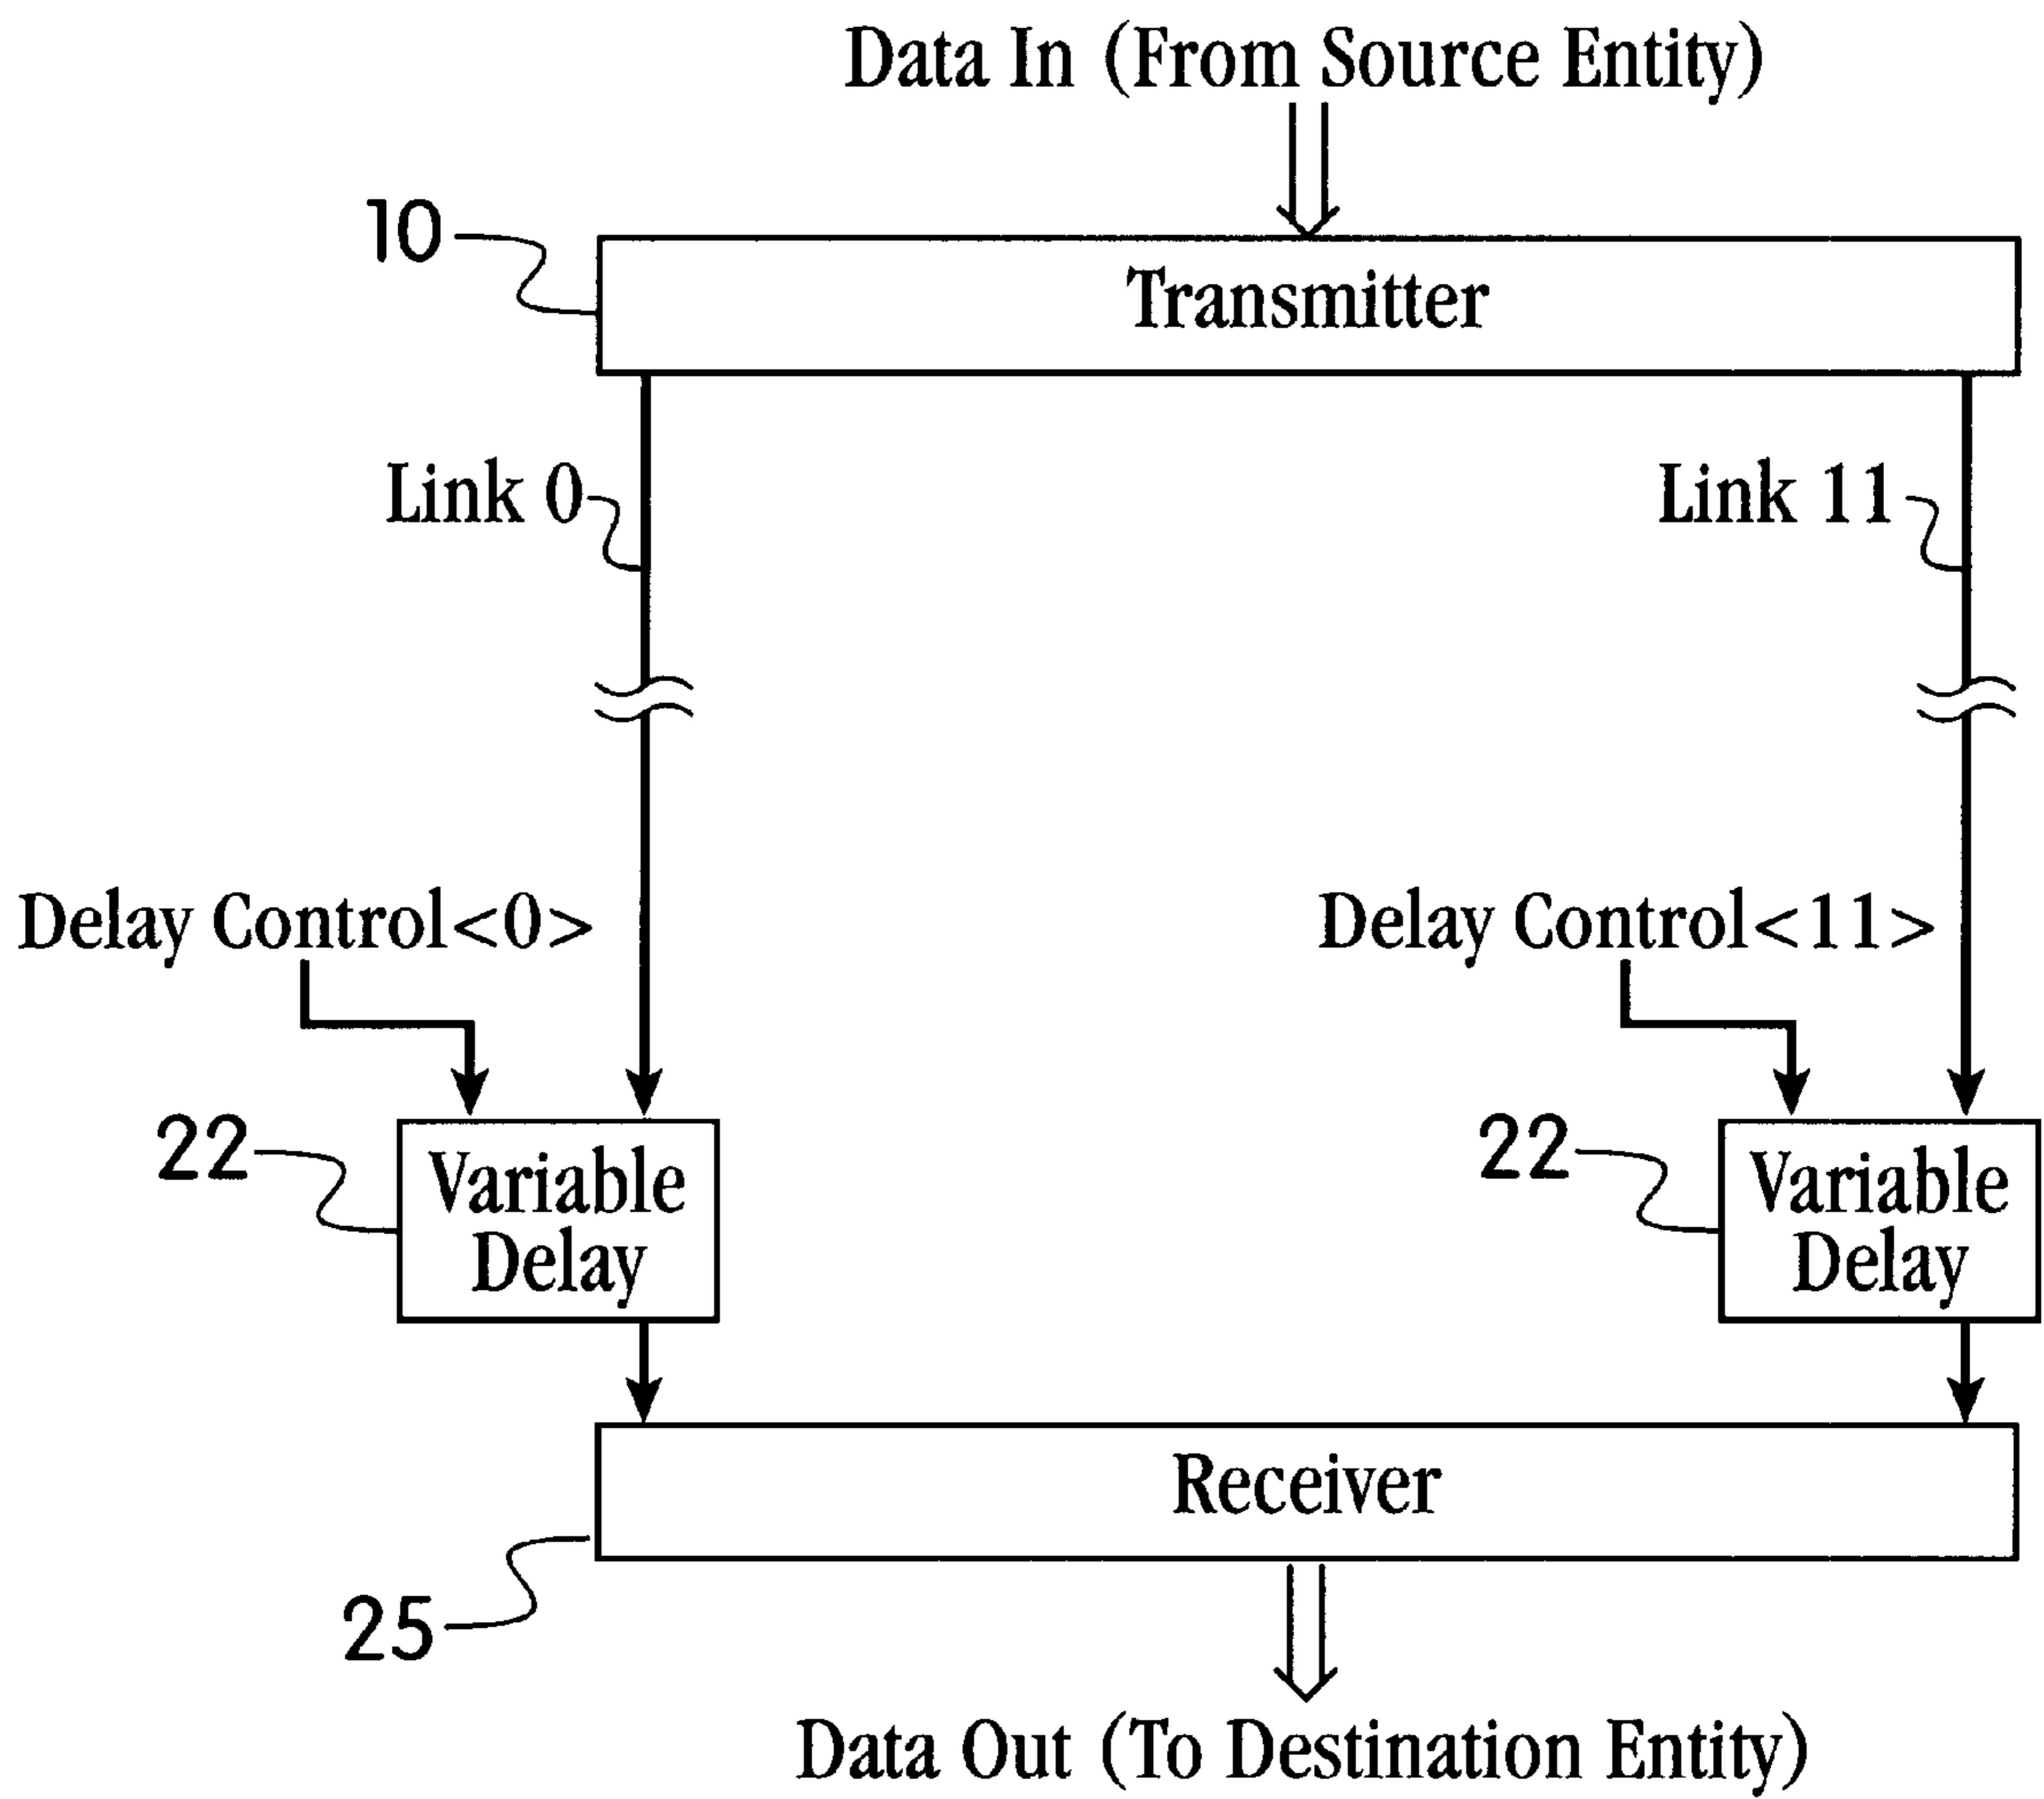 Data In (From Source Entity)
10
Transmitter
Link 0
Link 11
Delay Control<0>
Delay Control<11>
22
Variable
Delay
22
Variable
Delay
Receiver
25
Data Out (To Destination Entity)